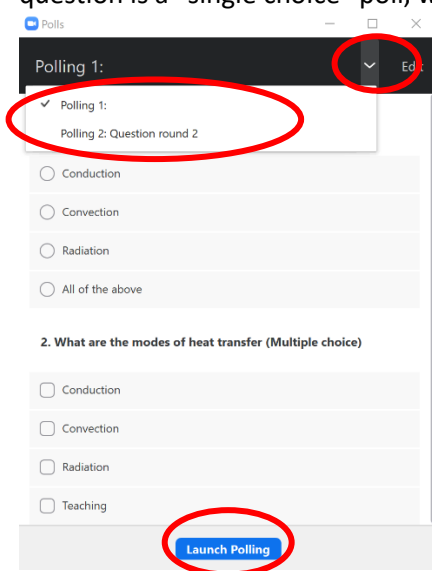 question is a "single choice" poll,
Polls
Polling 1:
Edit
✓ Polling 1:
Polling 2: Question round 2
Conduction
Convection
Radiation
All of the above
2. What are the modes of heat transfer (Multiple choice)
Conduction
Convection
Radiation
Teaching
Launch Polling